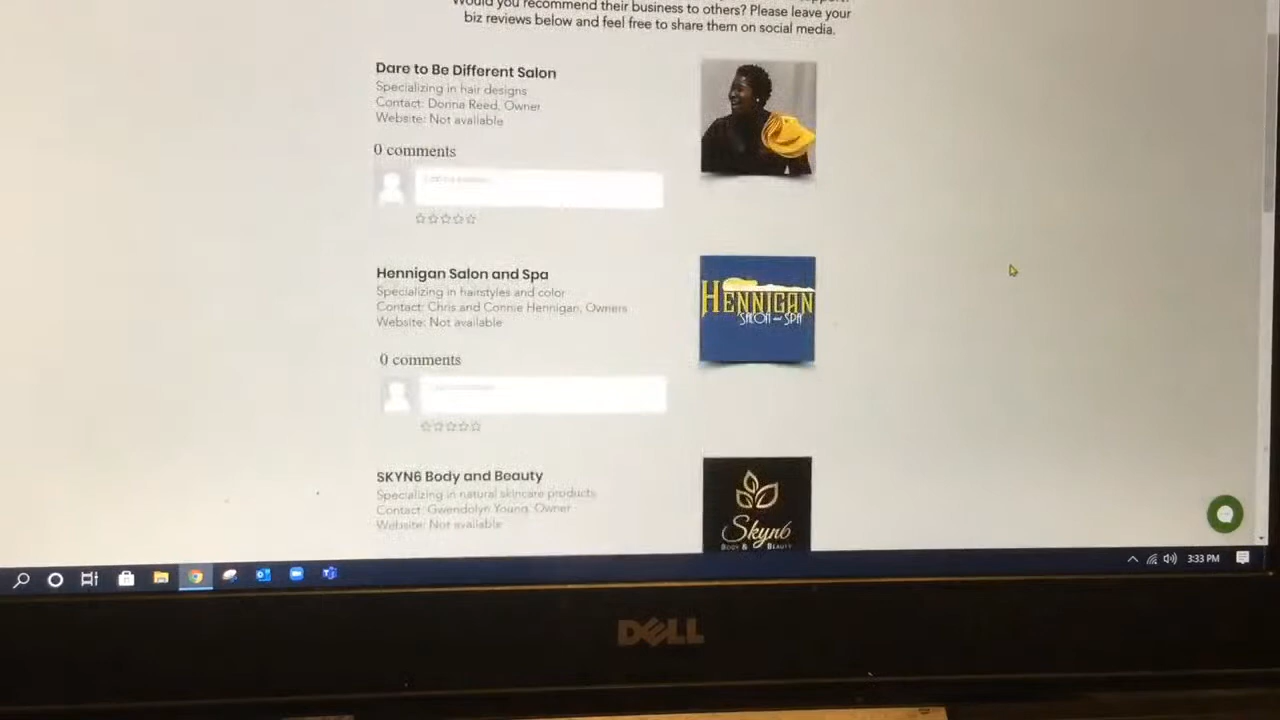 Would you recommend their business to others? Please leave your
biz reviews below and feel free to share them on social media.
Dare to Be Different Salon
Specializing in hair designs
Contact: Donna Reed, Owner
Website: Not available
0 comments
Hennigan Salon and Spa
Specializing in hairstyles and color
Contact: Chris and Connie Hennigan, Owners
Website: Not available
HENNIGAN
SALON and SPA
0 comments
SKYN6 Body and Beauty
Specializing in natural skincare products
Contact: Gwendolyn Young, Owner
Website: Not available
Skyn6
BODY & BEAUTY
3:33 PM
DELL